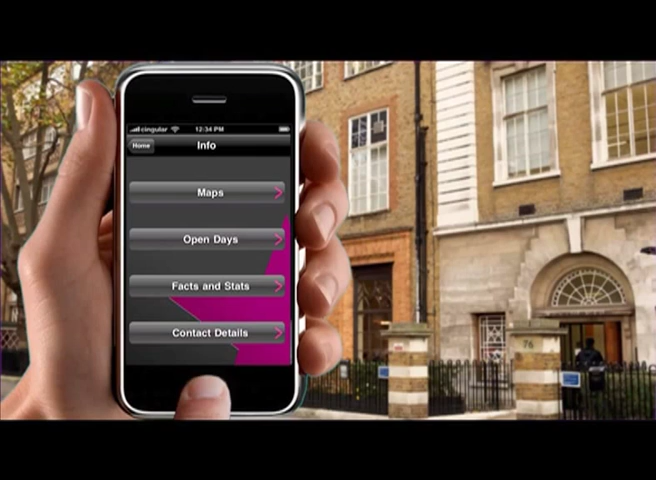 cingular 12:34 PM
Home Info
Maps
Open Days
Facts and Stats
Contact Details
76